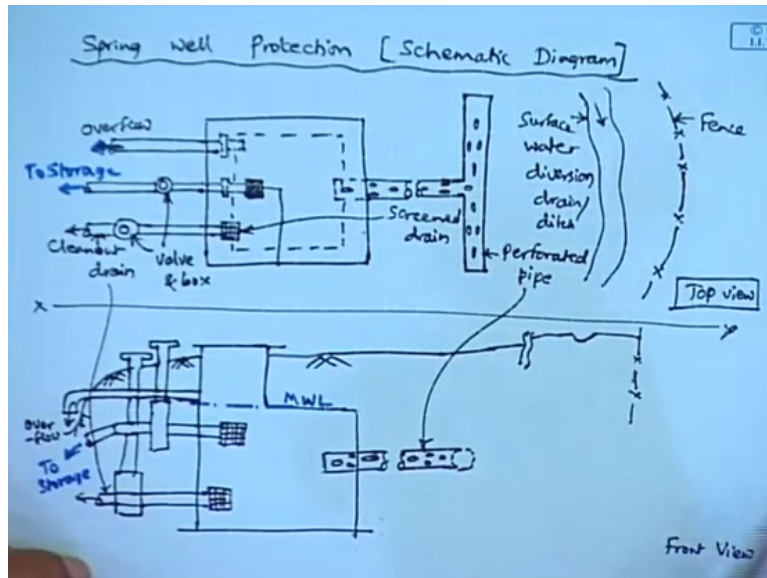 Spring well Protection [Schematic Diagram]
©
I.I.T
overflow
To Storage
Cleanout
drain
valve
& box
Screened
drain
Perforated
pipe
Surface
water
diversion
drain/
ditch
Fence
Top view
MWL
over
-flow
To
Storage
Front View